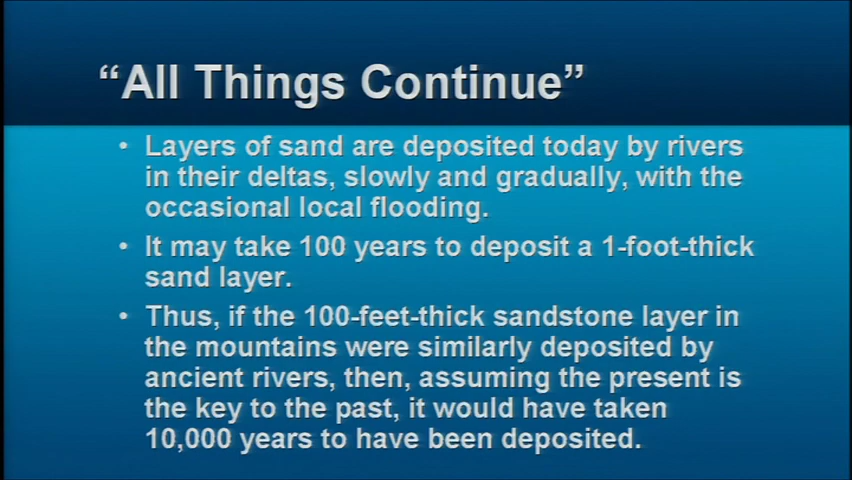 “All Things Continue”
• Layers of sand are deposited today by rivers
in their deltas, slowly and gradually, with the
occasional local flooding.
• It may take 100 years to deposit a 1-foot-thick
sand layer.
• Thus, if the 100-feet-thick sandstone layer in
the mountains were similarly deposited by
ancient rivers, then, assuming the present is
the key to the past, it would have taken
10,000 years to have been deposited.